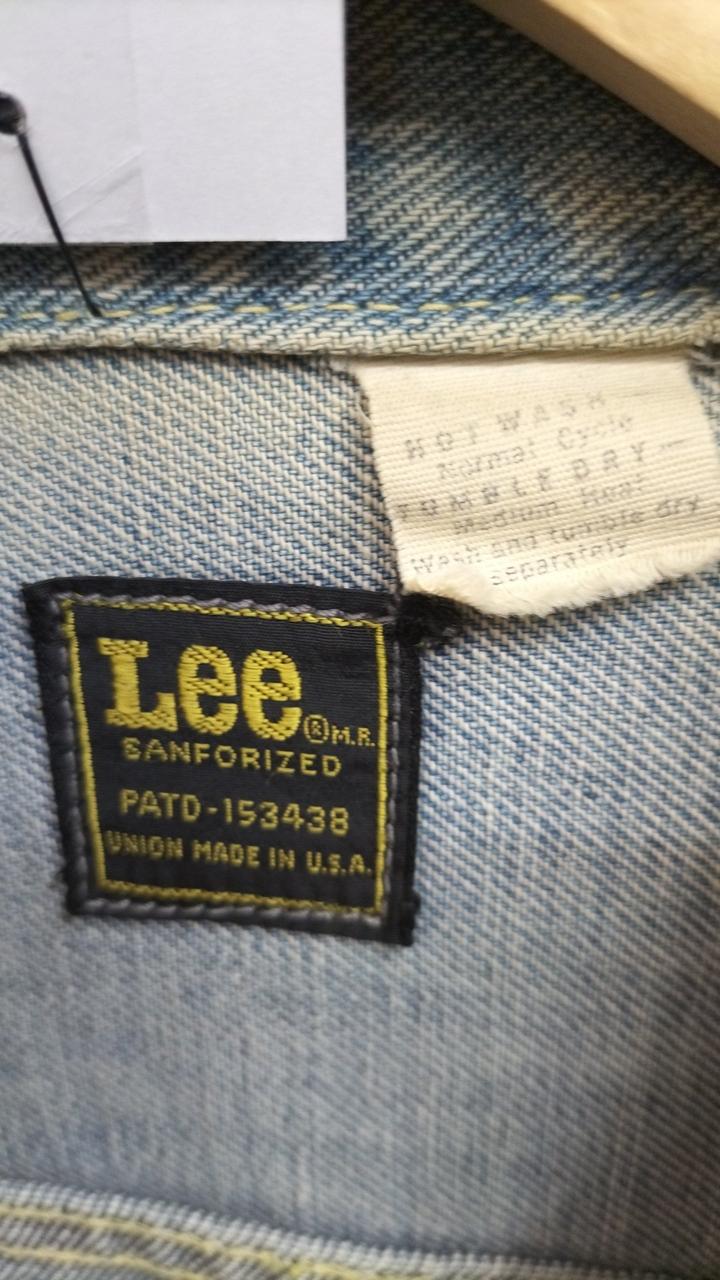 HOT WASH
Normal Cycle
TUMBLE DRY
Medium Heat
Wash and tumble dry
separately
Lee ® M.R.
SANFORIZED
PATD-153438
UNION MADE IN U.S.A.